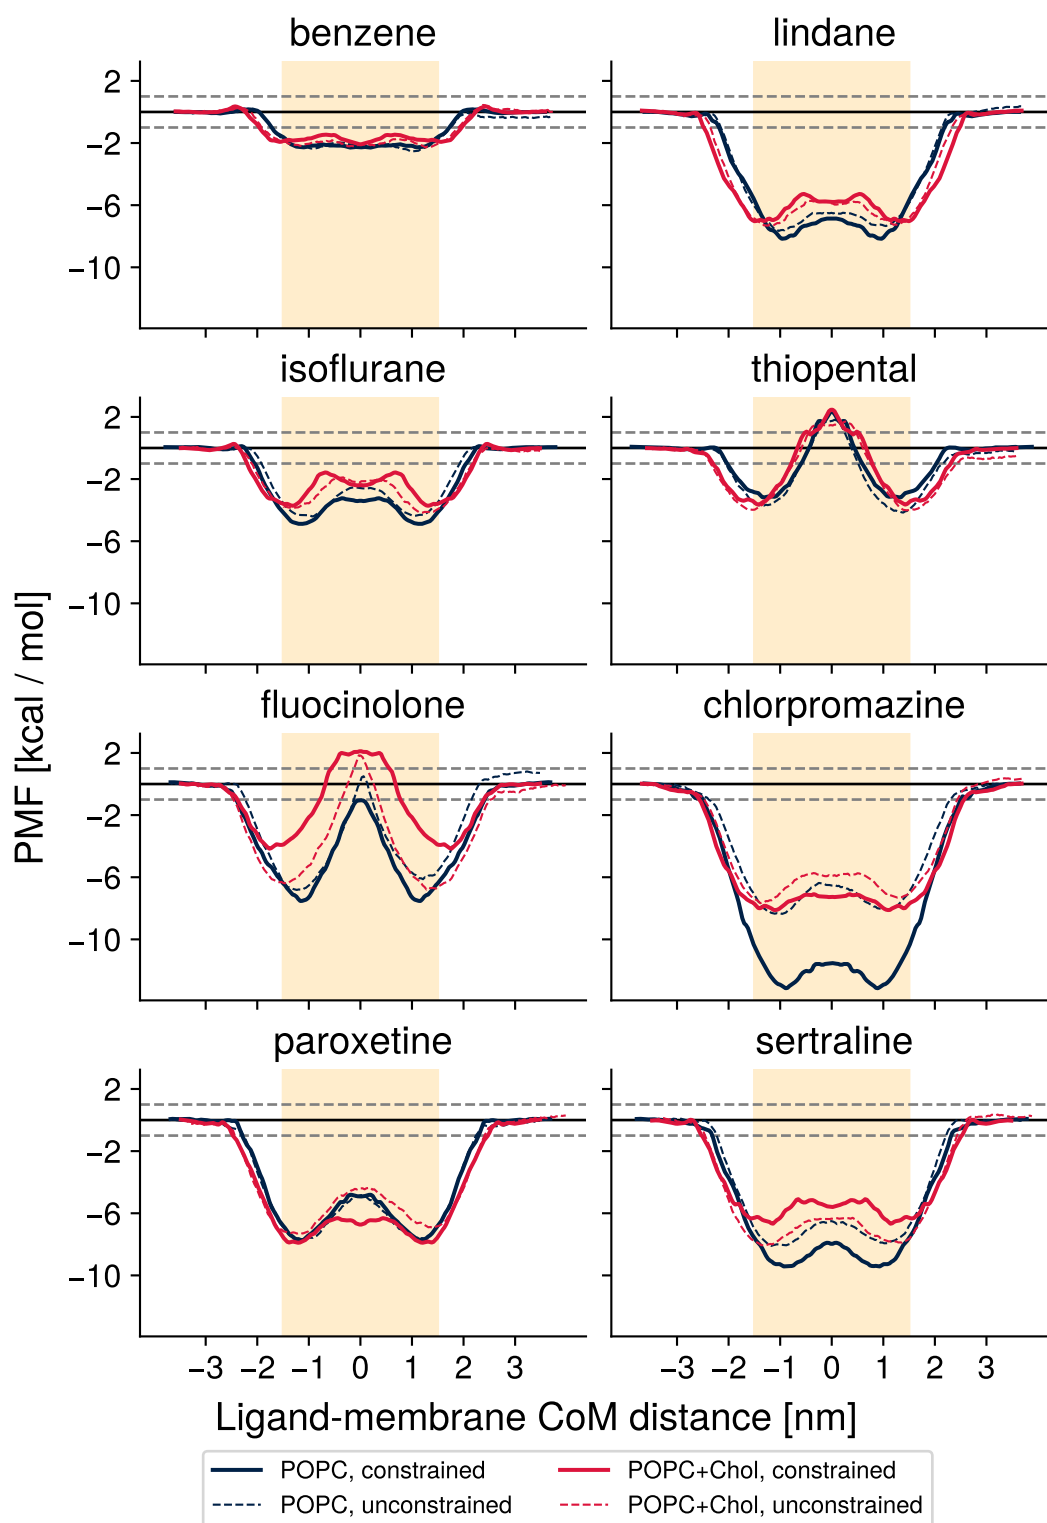 benzene
lindane
2
−2
−6
−10
isoflurane
thiopental
2
−2
−6
−10
fluocinolone
chlorpromazine
2
−2
−6
−10
paroxetine
sertraline
2
−2
−6
−10
PMF [kcal / mol]
−3 −2 −1 0 1 2 3
−3 −2 −1 0 1 2 3
Ligand-membrane CoM distance [nm]
POPC, constrained
POPC+Chol, constrained
POPC, unconstrained
POPC+Chol, unconstrained